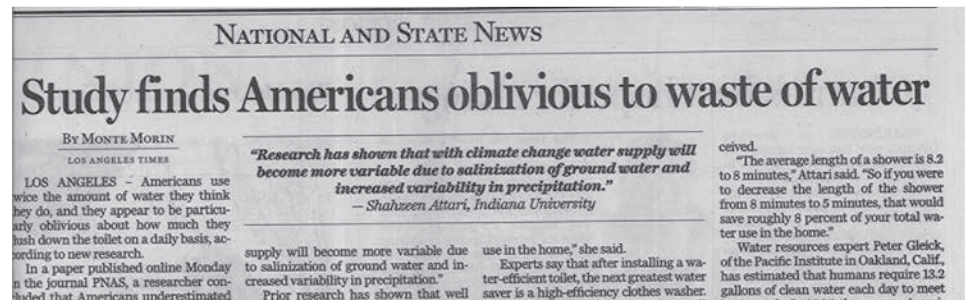 NATIONAL AND STATE NEWS
Study finds Americans oblivious to waste of water
BY MONTE MORIN
LOS ANGELES TIMES
LOS ANGELES – Americans use
wice the amount of water they think
hey do, and they appear to be particu-
arly oblivious about how much they
lush down the toilet on a daily basis, ac-
ording to new research.
In a paper published online Monday
n the journal PNAS, a researcher con-
luded that Americans underestimated
“Research has shown that with climate change water supply will
become more variable due to salinization of ground water and
increased variability in precipitation.”
— Shahzeen Attari, Indiana University
supply will become more variable due
to salinization of ground water and in-
creased variability in precipitation.”
Prior research has shown that well
use in the home,” she said.
Experts say that after installing a wa-
ter-efficient toilet, the next greatest water
saver is a high-efficiency clothes washer.
ceived.
“The average length of a shower is 8.2
to 8 minutes,” Attari said. “So if you were
to decrease the length of the shower
from 8 minutes to 5 minutes, that would
save roughly 8 percent of your total wa-
ter use in the home.”
Water resources expert Peter Gleick,
of the Pacific Institute in Oakland, Calif.,
has estimated that humans require 13.2
gallons of clean water each day to meet